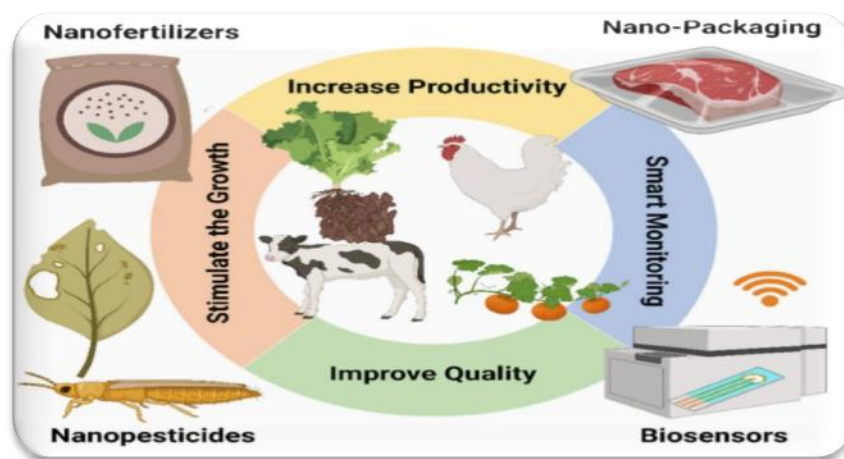 Nanofertilizers
Nano-Packaging
Increase Productivity
Stimulate the Growth
Smart Monitoring
Improve Quality
Nanopesticides
Biosensors